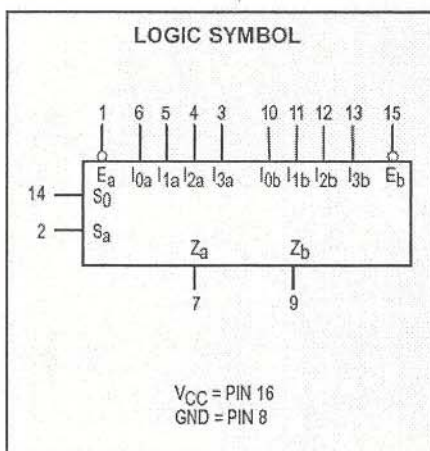 LOGIC SYMBOL
1 6 5 4 3 10 11 12 13 15
Ea I0a I1a I2a I3a I0b I1b I2b I3b Eb
14 S0
2 Sa
Za Zb
7 9
VCC = PIN 16
GND = PIN 8